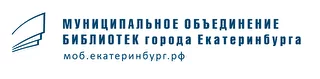 МУНИЦИПАЛЬНОЕ ОБЪЕДИНЕНИЕ
БИБЛИОТЕК города Екатеринбурга
моб.екатеринбург.рф